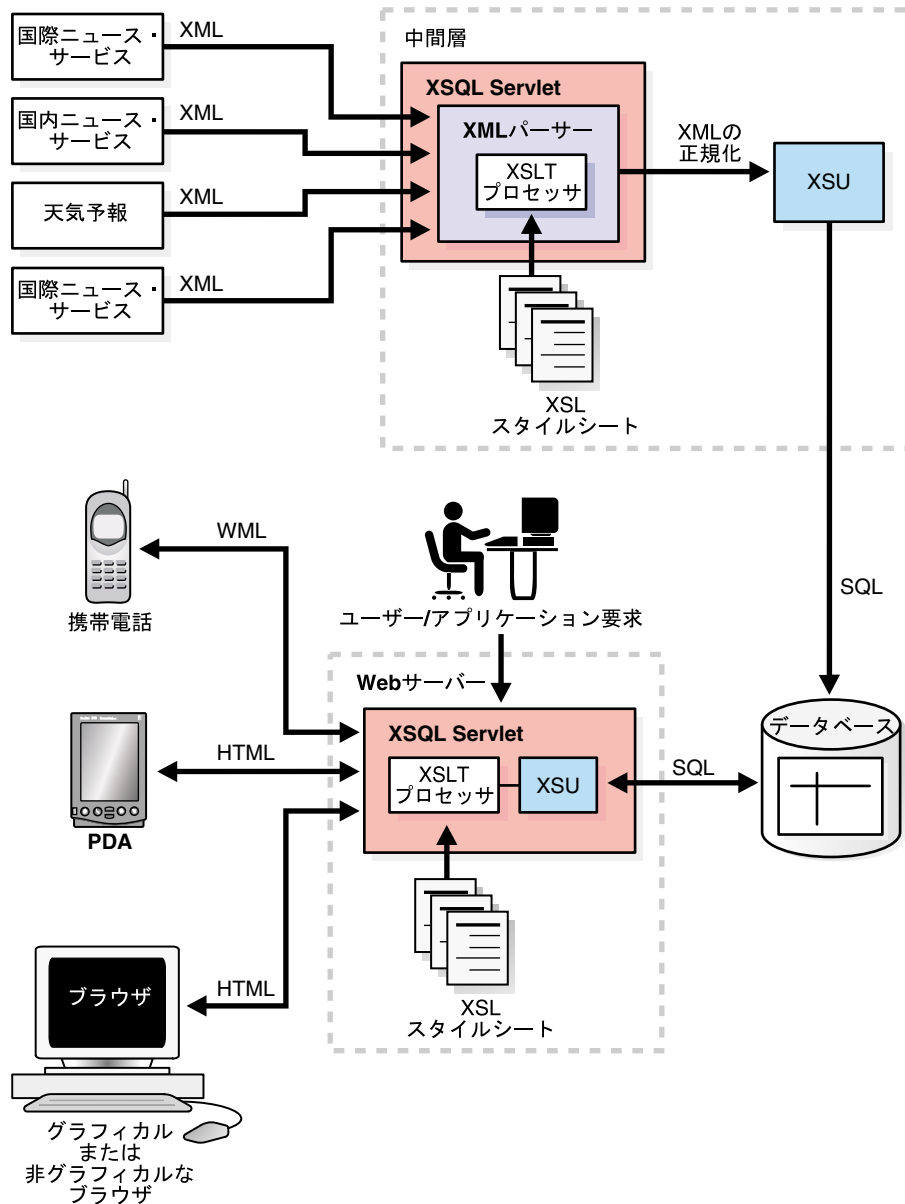 国際ニュース・
サービス
XML
国内ニュース・
サービス
XML
天気予報
XML
国際ニュース・
サービス
XML
中間層
XSQL Servlet
XMLパーサー
XSLT
プロセッサ
XSL
スタイルシート
XMLの
正規化
XSU
SQL
携帯電話
WML
ユーザー/アプリケーション要求
Webサーバー
XSQL Servlet
XSLT
プロセッサ
XSU
SQL
データベース
HTML
PDA
XSL
スタイルシート
ブラウザ
HTML
グラフィカル
または
非グラフィカルな
ブラウザ